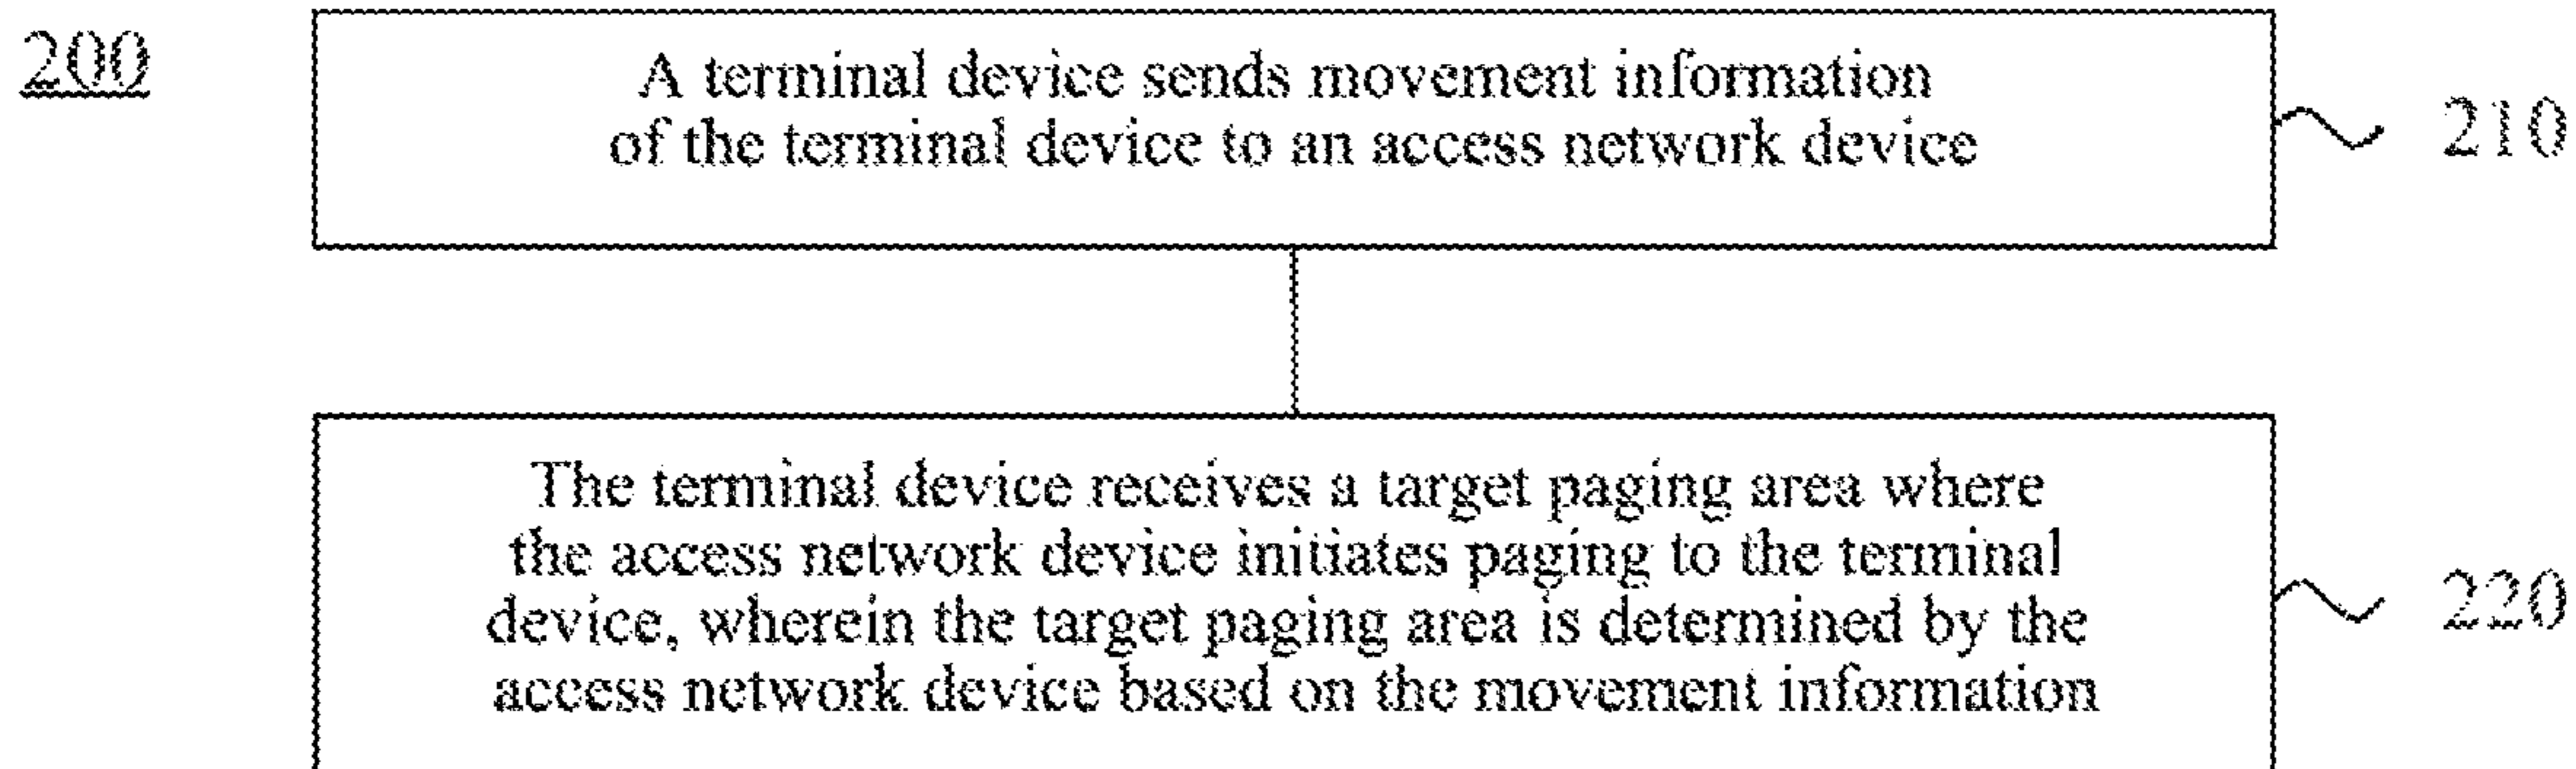 200
A terminal device sends movement information
of the terminal device to an access network device
210
The terminal device receives a target paging area where
the access network device initiates paging to the terminal
device, wherein the target paging area is determined by the
access network device based on the movement information
220